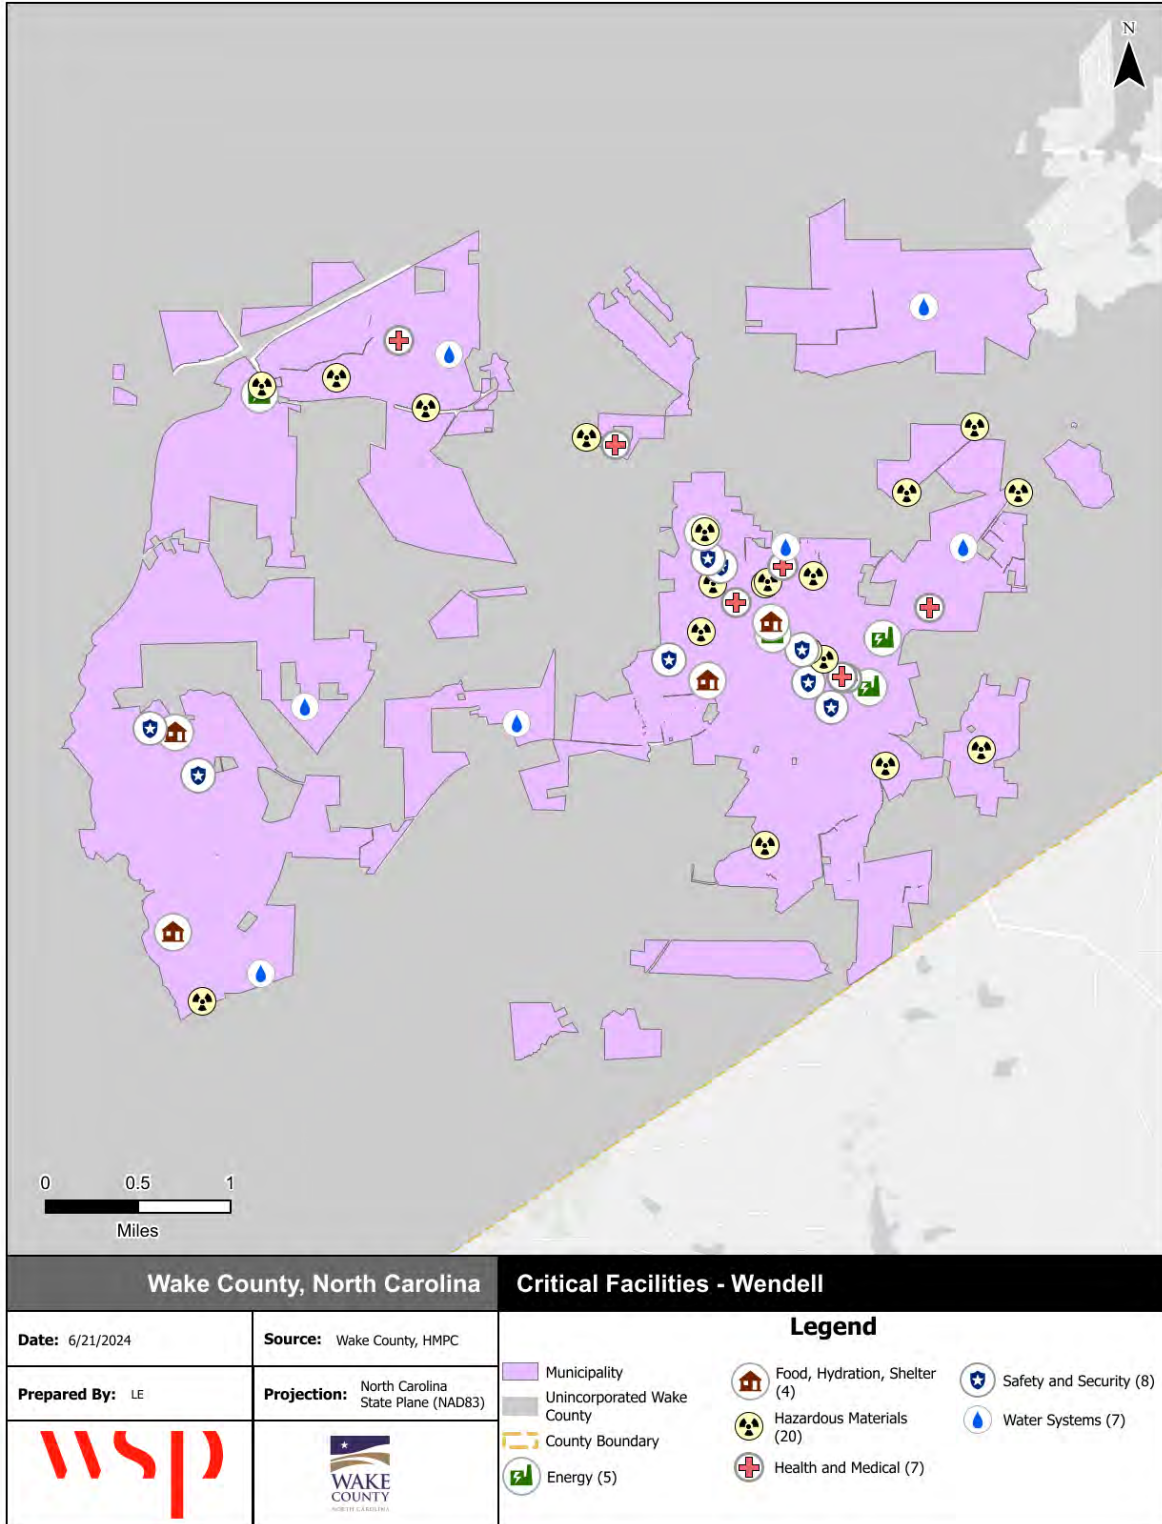 N
0 0.5 1
Miles
Wake County, North Carolina
Critical Facilities - Wendell
Date: 6/21/2024
Source: Wake County, HMPC
Prepared By: LE
Projection: North Carolina
State Plane (NAD83)
wsp
WAKE
COUNTY
NORTH CAROLINA
Legend
Municipality
Unincorporated Wake
County
County Boundary
Energy (5)
Food, Hydration, Shelter
(4)
Hazardous Materials
(20)
Health and Medical (7)
Safety and Security (8)
Water Systems (7)